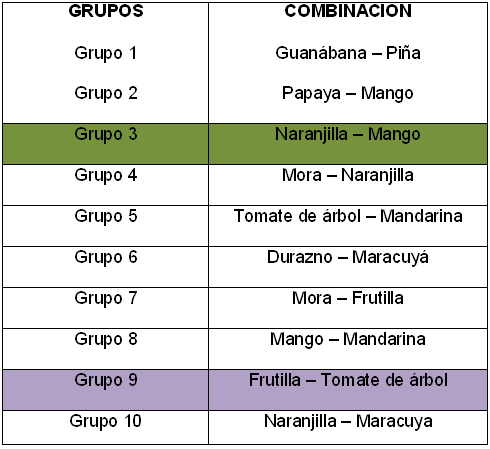 GRUPOS COMBINACION
Grupo 1 Guanábana – Piña
Grupo 2 Papaya – Mango
Grupo 3 Naranjilla – Mango
Grupo 4 Mora – Naranjilla
Grupo 5 Tomate de árbol – Mandarina
Grupo 6 Durazno – Maracuyá
Grupo 7 Mora – Frutilla
Grupo 8 Mango – Mandarina
Grupo 9 Frutilla – Tomate de árbol
Grupo 10 Naranjilla – Maracuya